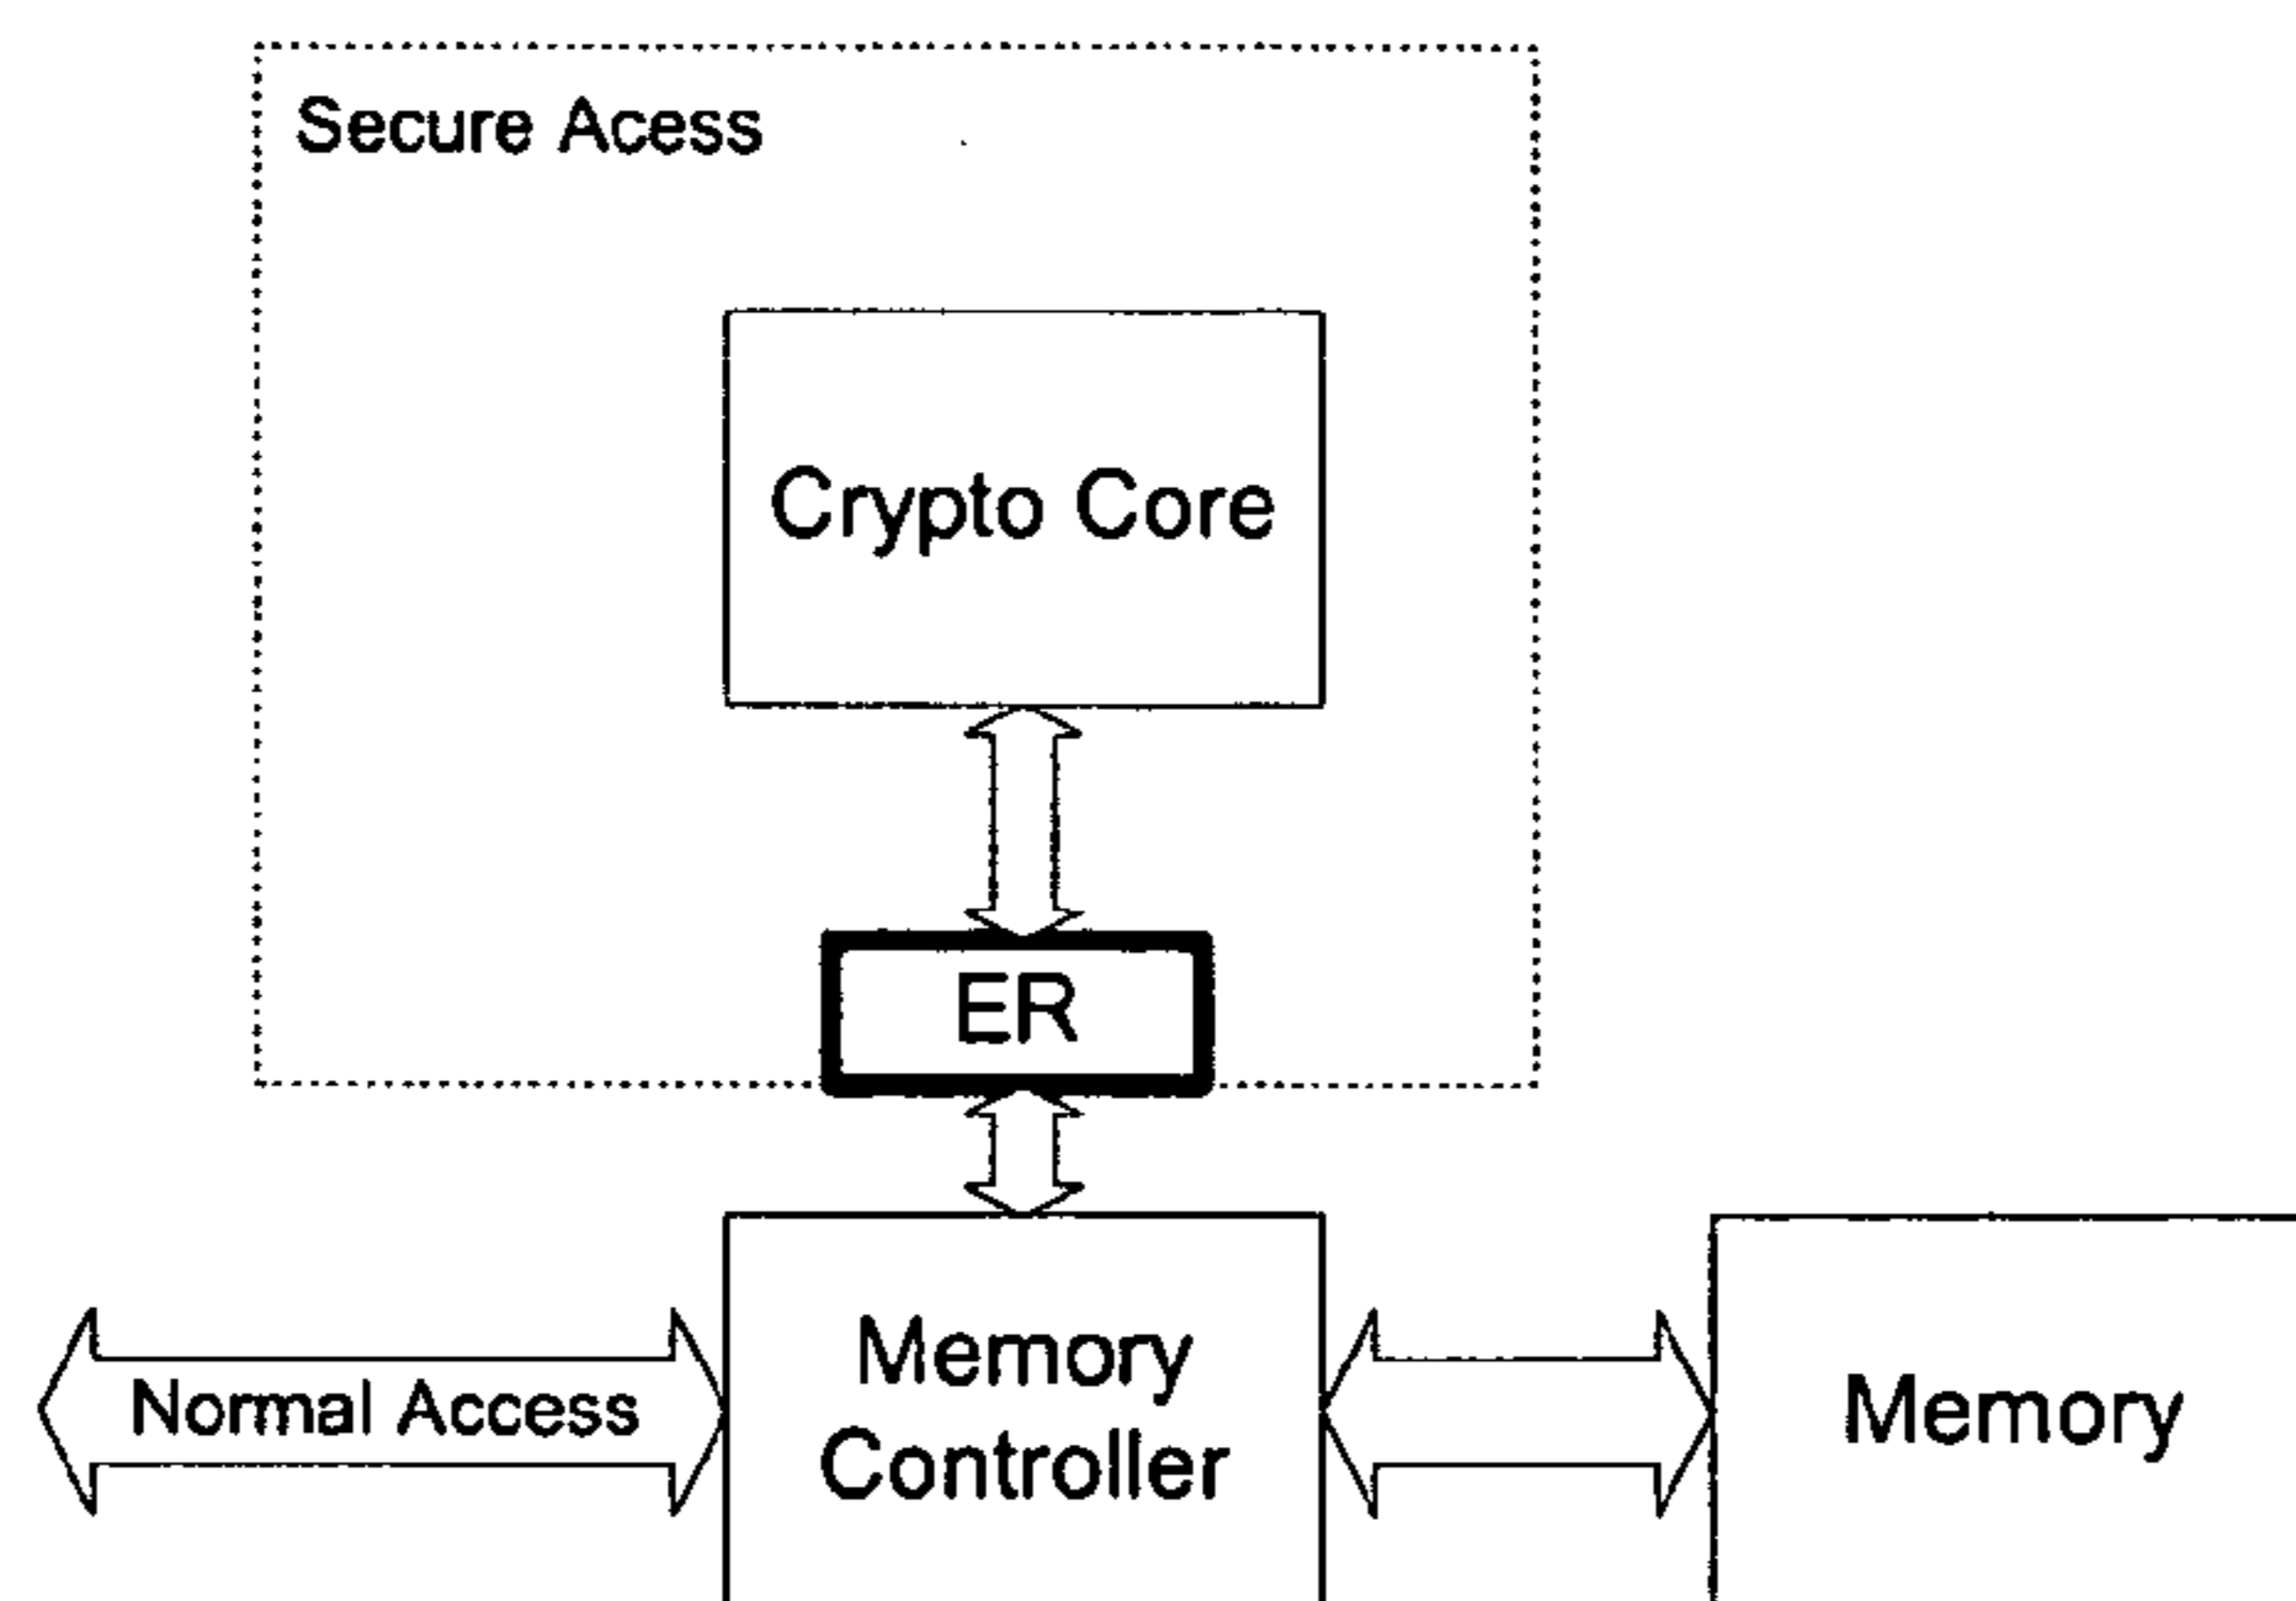 Secure Acess
Crypto Core
ER
Normal Access
Memory
Controller
Memory